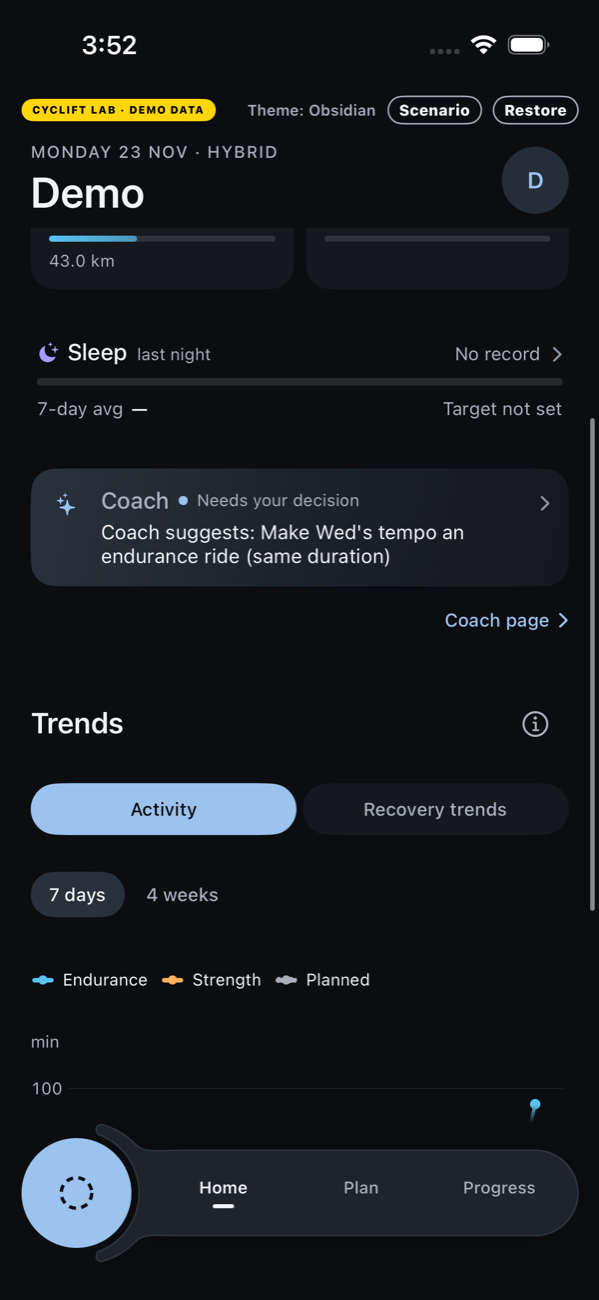 3:52
CYCLIFT LAB · DEMO DATA
Theme: Obsidian
Scenario
Restore
MONDAY 23 NOV · HYBRID
Demo
D
43.0 km
Sleep last night
No record
7-day avg —
Target not set
Coach • Needs your decision
Coach suggests: Make Wed's tempo an
endurance ride (same duration)
Coach page
Trends
Activity
Recovery trends
7 days
4 weeks
Endurance
Strength
Planned
min
100
Home
Plan
Progress